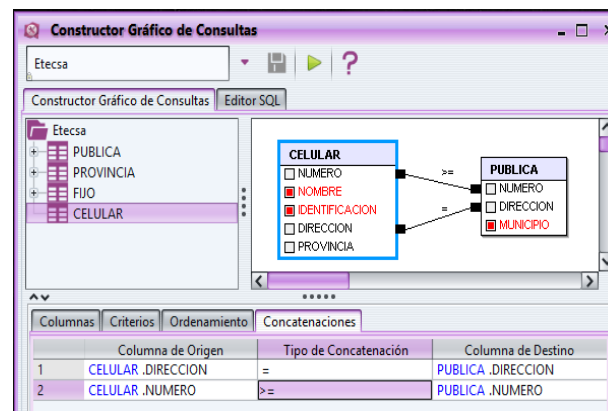 Constructor Gráfico de Consultas
Etecsa
Constructor Gráfico de Consultas Editor SQL
Etecsa
PUBLICA
PROVINCIA
FIJO
CELULAR
CELULAR
NUMERO
NOMBRE
IDENTIFICACION
DIRECCION
PROVINCIA
>=
=
PUBLICA
NUMERO
DIRECCION
MUNICIPIO
Columnas Criterios Ordenamiento Concatenaciones
Columna de Origen Tipo de Concatenación Columna de Destino
1 CELULAR .DIRECCION = PUBLICA .DIRECCION
2 CELULAR .NUMERO >= PUBLICA .NUMERO